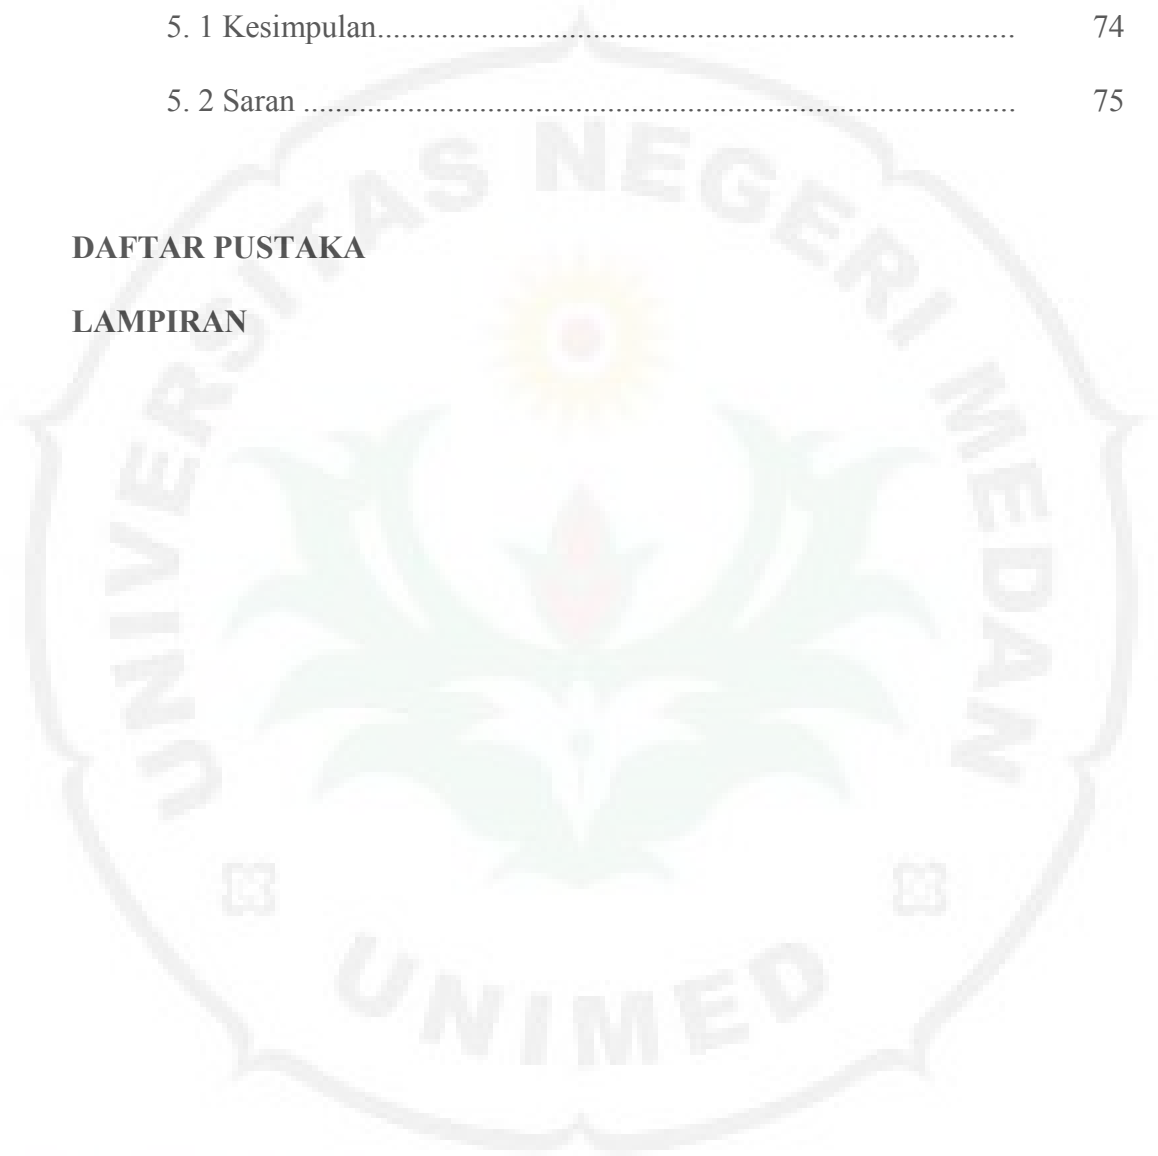 5. 1 Kesimpulan................................................................................ 74
5. 2 Saran ......................................................................................... 75
DAFTAR PUSTAKA
LAMPIRAN
UNIVERSITAS NEGERI MEDAN
UNIMED